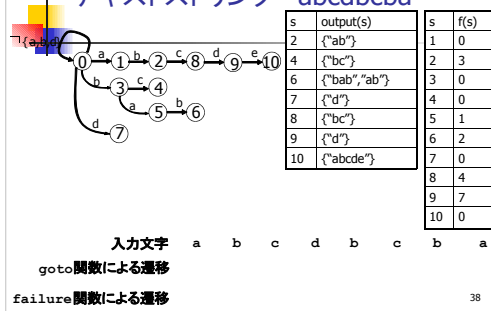 テキストストリング "abcdbcba"
¬{a,b,d}
0 a 1 b 2 c 8 d 9 e 10
b 3 c 4
a 5 b 6
d 7
s output(s)
2 {"ab"}
4 {"bc"}
6 {"bab","ab"}
7 {"d"}
8 {"bc"}
9 {"d"}
10 {"abcde"}
s f(s)
1 0
2 3
3 0
4 0
5 1
6 2
7 0
8 4
9 7
10 0
入力文字 a b c d b c b a
goto関数による遷移
failure関数による遷移
38